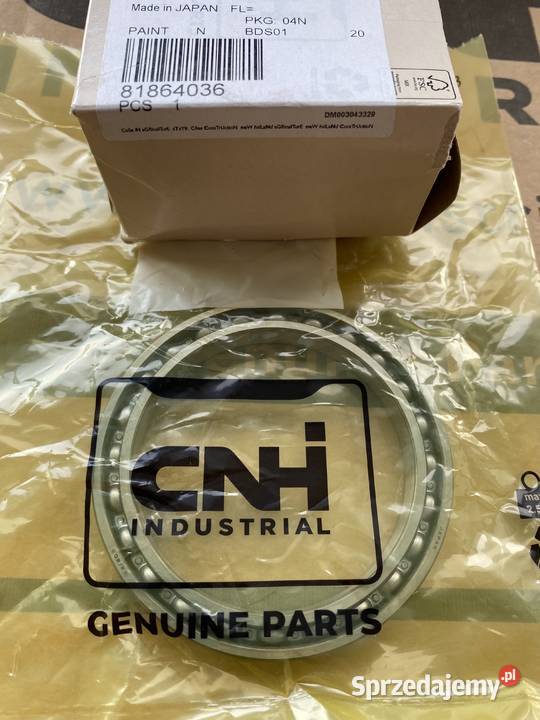 Made in JAPAN FL=
PKG: 04N
PAINT N BDS01 20
81864036
PCS 1
DM003043329
FSC
CNH
INDUSTRIAL
GENUINE PARTS
Sprzedajemy.pl